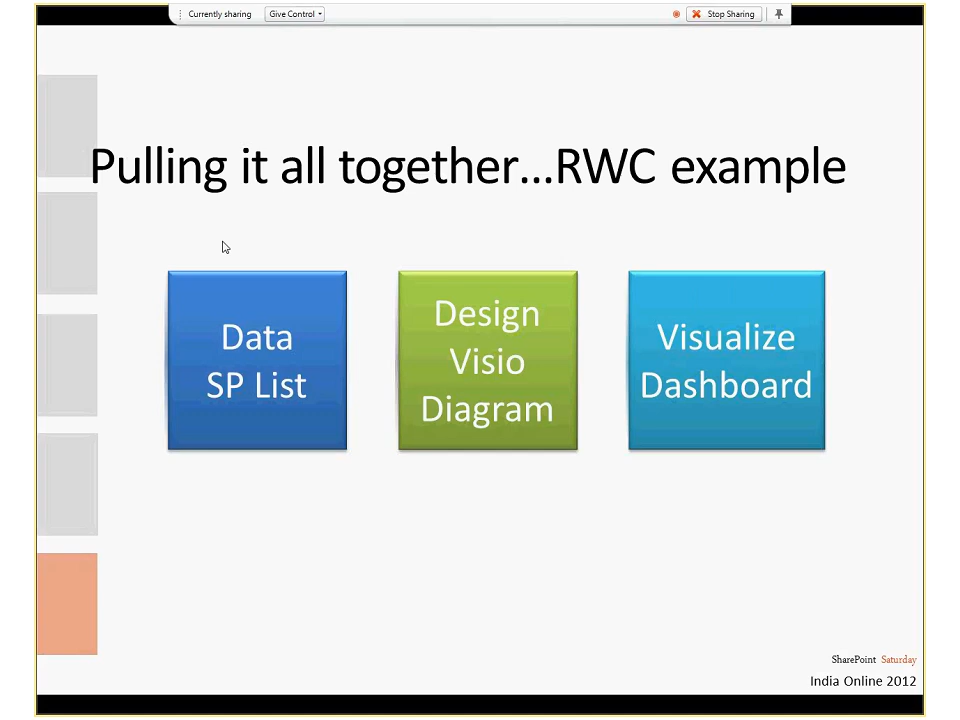 Currently sharing Give Control Stop Sharing
Pulling it all together...RWC example
Data
SP List
Design
Visio
Diagram
Visualize
Dashboard
SharePoint Saturday
India Online 2012